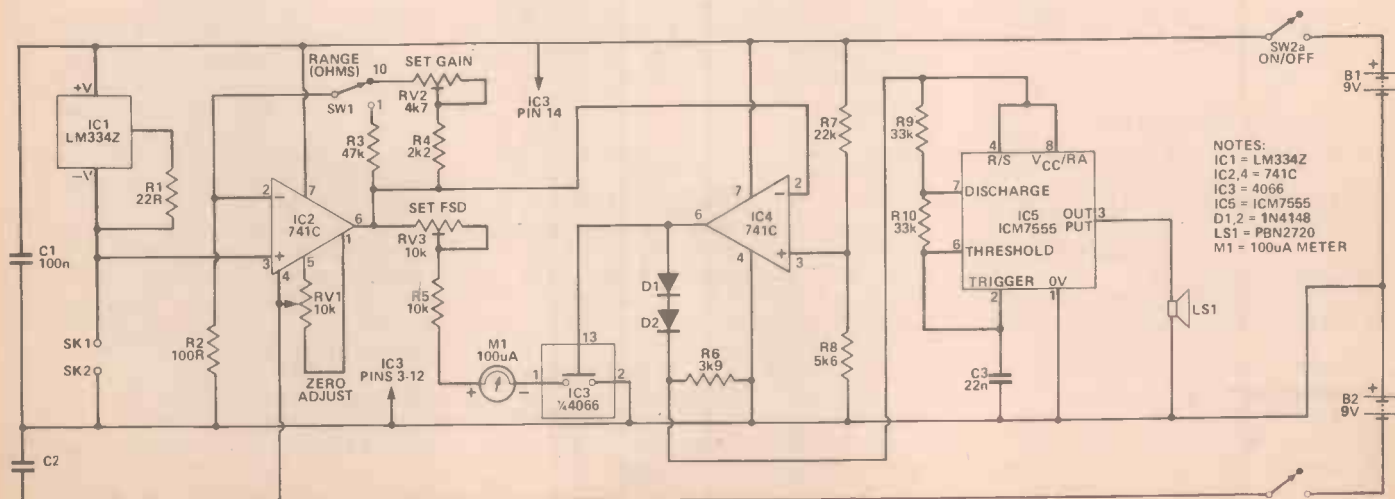 RANGE
(OHMS)
10
SET GAIN
SW1
1
RV2
4k7
R3
47k
R4
2k2
IC3
PIN 14
SW2a
ON/OFF
B1
9V
+
+V
IC1
LM334Z
-V
R1
22R
C1
100n
SK1
SK2
C2
R2
100R
2
-
3
+
4
7
6
1
5
IC2
741C
RV1
10k
ZERO
ADJUST
SET FSD
RV3
10k
R5
10k
IC3
PINS 3-12
M1
100uA
+
-
1
13
2
IC3
¼4066
D1
D2
R6
3k9
6
7
4
2
-
3
+
IC4
741C
R7
22k
R8
5k6
R9
33k
R10
33k
4
R/S
8
VCC/RA
7
DISCHARGE
IC5
ICM7555
OUT
PUT
3
6
THRESHOLD
TRIGGER
2
0V
1
C3
22n
LS1
NOTES:
IC1 = LM334Z
IC2,4 = 741C
IC3 = 4066
IC5 = ICM7555
D1,2 = 1N4148
LS1 = PBN2720
M1 = 100uA METER
B2
9V
+